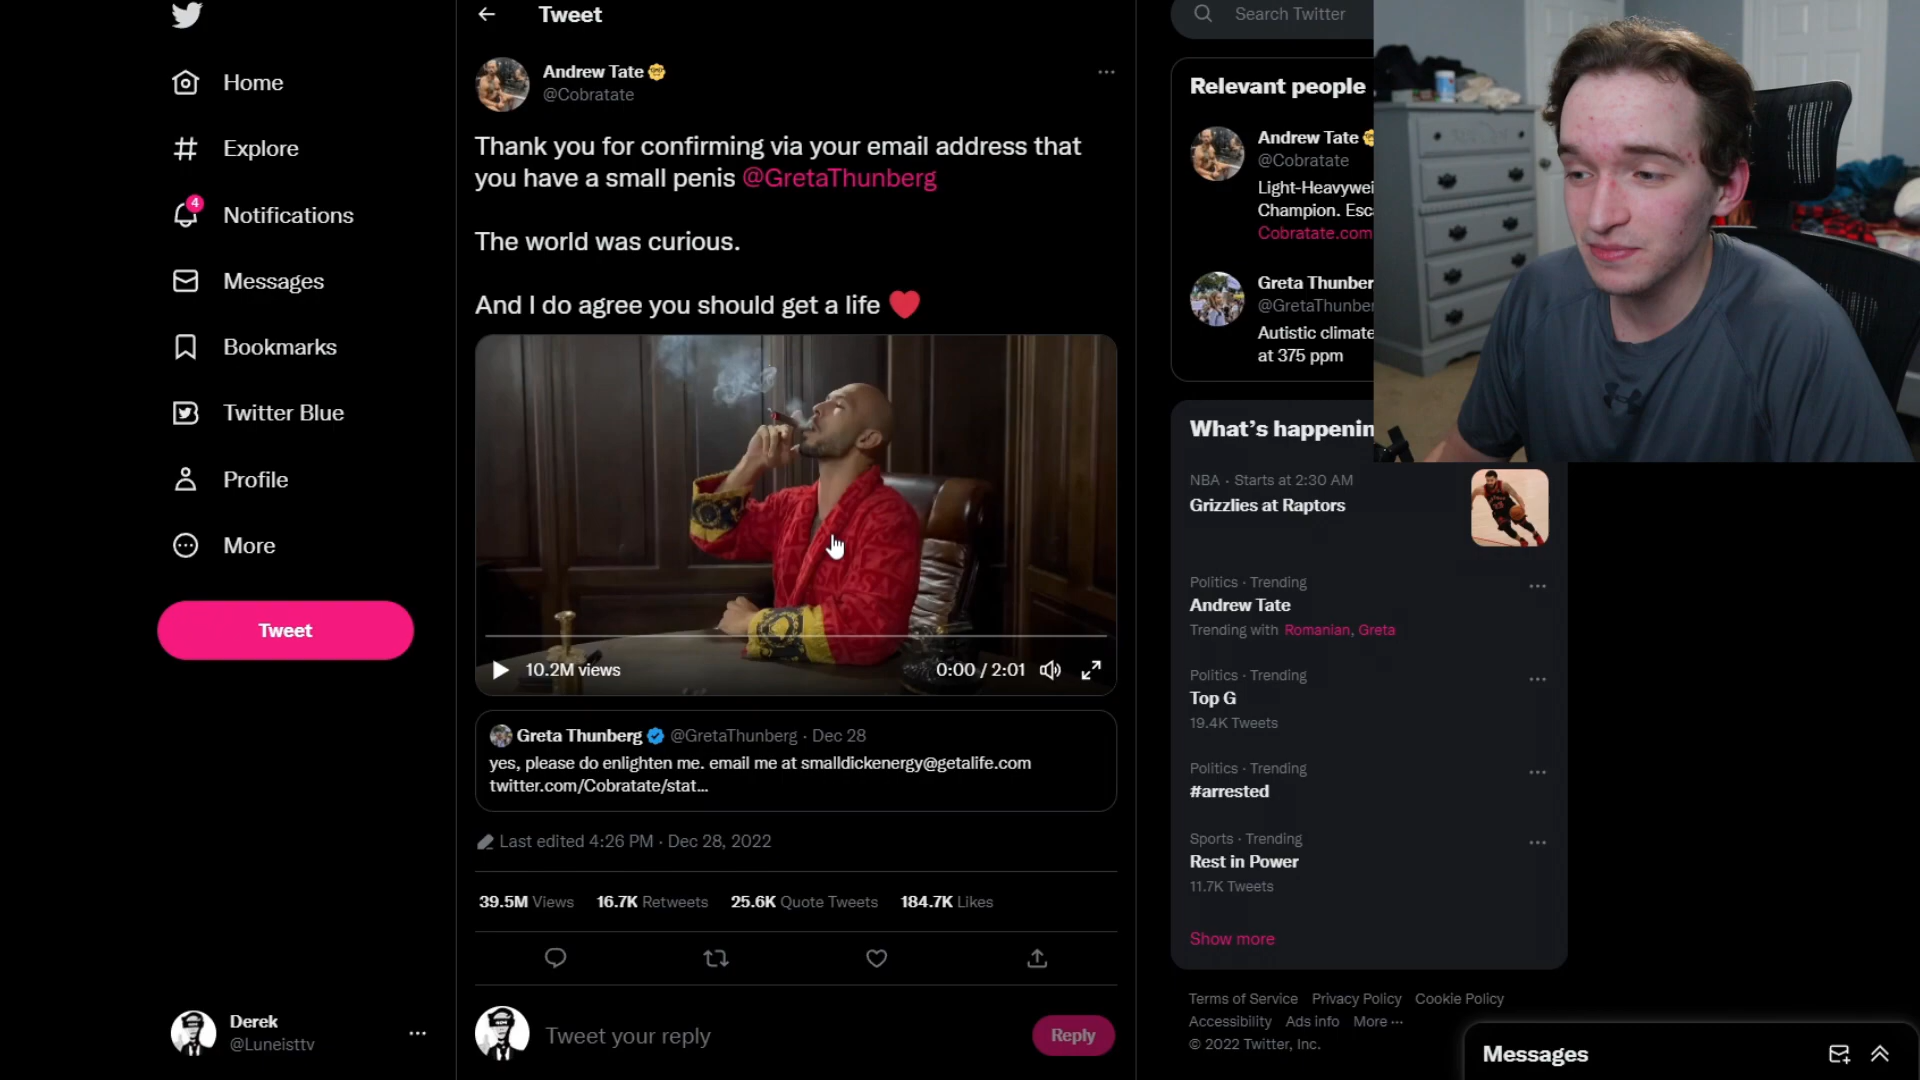 Home
Explore
4
Notifications
Messages
Bookmarks
Twitter Blue
Profile
More
Tweet
Derek
@Luneisttv
Tweet
Andrew Tate
@Cobratate
Thank you for confirming via your email address that
you have a small penis @GretaThunberg
The world was curious.
And I do agree you should get a life
10.2M views
0:00 / 2:01
Greta Thunberg @GretaThunberg · Dec 28
yes, please do enlighten me. email me at smalldickenergy@getalife.com
twitter.com/Cobratate/stat...
Last edited 4:26 PM · Dec 28, 2022
39.5M Views 16.7K Retweets 25.6K Quote Tweets 184.7K Likes
Tweet your reply
Reply
Search Twitter
Relevant people
Andrew Tate
@Cobratate
Light-Heavywei
Champion. Esc
Cobratate.com
Greta Thunber
@GretaThunber
Autistic climate
at 375 ppm
What's happenin
NBA · Starts at 2:30 AM
Grizzlies at Raptors
Politics · Trending
Andrew Tate
Trending with Romanian, Greta
Politics · Trending
Top G
19.4K Tweets
Politics · Trending
#arrested
Sports · Trending
Rest in Power
11.7K Tweets
Show more
Terms of Service Privacy Policy Cookie Policy
Accessibility Ads info More ...
© 2022 Twitter, Inc.
Messages